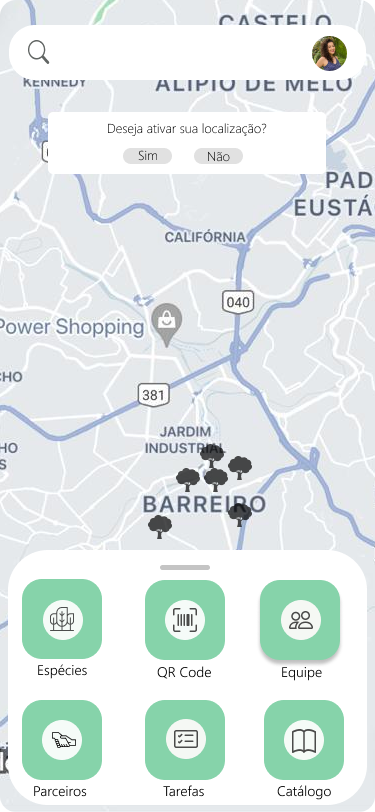 CASTELO
KENNEDY
ALÍPIO DE MELO
Deseja ativar sua localização?
Sim
Não
PAD
EUSTÁ
CALIFÓRNIA
040
Power Shopping
CHO
381
JARDIM
INDUSTRIAL
HO
S
BARREIRO
Espécies
QR Code
Equipe
Parceiros
Tarefas
Catálogo